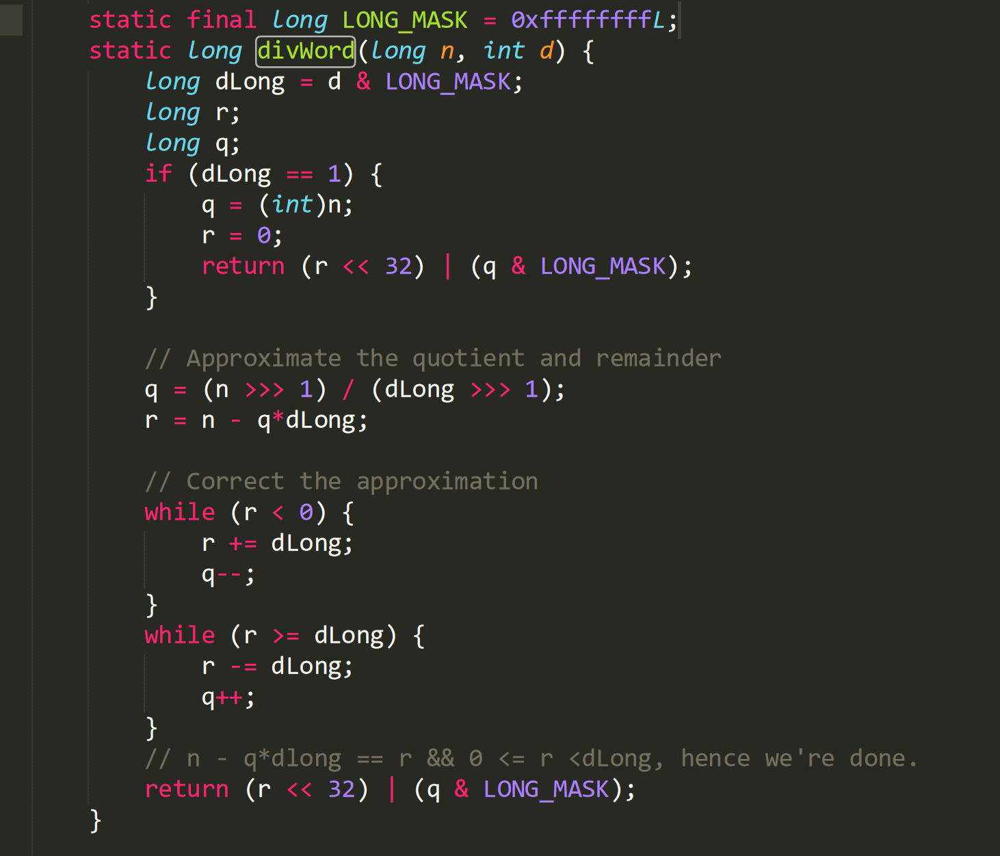 static final long LONG_MASK = 0xffffffffL;
static long divWord(long n, int d) {
    long dLong = d & LONG_MASK;
    long r;
    long q;
    if (dLong == 1) {
        q = (int)n;
        r = 0;
        return (r << 32) | (q & LONG_MASK);
    }

    // Approximate the quotient and remainder
    q = (n >>> 1) / (dLong >>> 1);
    r = n - q*dLong;

    // Correct the approximation
    while (r < 0) {
        r += dLong;
        q--;
    }
    while (r >= dLong) {
        r -= dLong;
        q++;
    }
    // n - q*dlong == r && 0 <= r <dLong, hence we're done.
    return (r << 32) | (q & LONG_MASK);
}